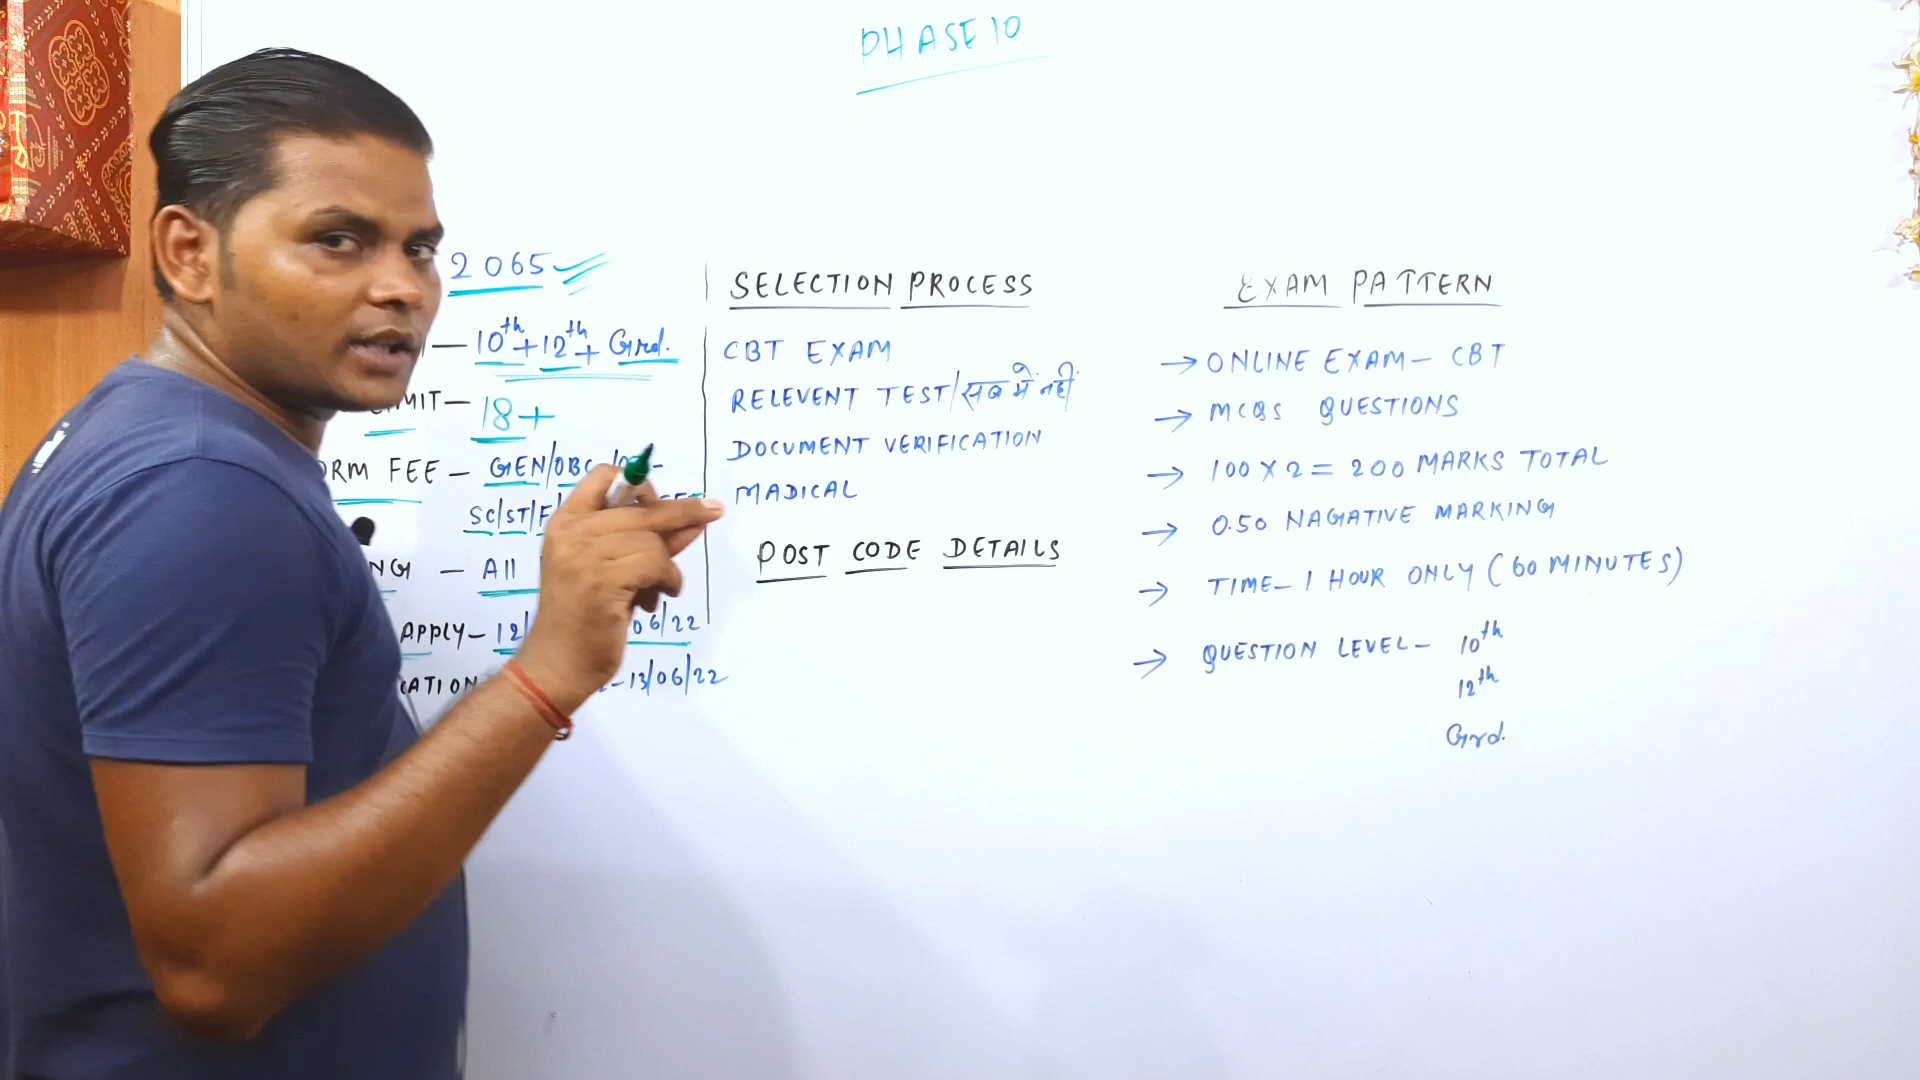 PHASE 10
2065
10th + 12th + Grd.
MIT- 18+
RM FEE - GEN/OBC
SC/ST/
NG - All
APPLY- 12/ 06/22
CATION -13/06/22
SELECTION PROCESS
CBT EXAM
RELEVENT TEST/सब में नहीं
DOCUMENT VERIFICATION
MADICAL
POST CODE DETAILS
EXAM PATTERN
→ ONLINE EXAM- CBT
→ MCQS QUESTIONS
→ 100 X 2 = 200 MARKS TOTAL
→ 0.50 NAGATIVE MARKING
→ TIME- 1 HOUR ONLY (60 MINUTES)
→ QUESTION LEVEL- 10th
12th
Grd.